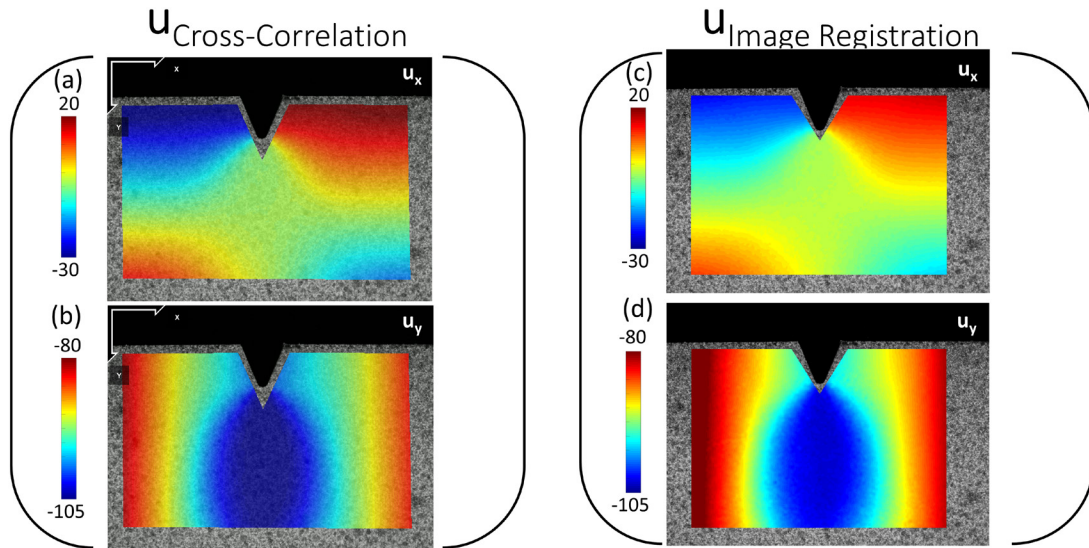 u Cross-Correlation
u Image Registration
(a)
X
u x
20
Y
-30
(b)
X
u y
-80
Y
-105
(c)
u x
20
-30
(d)
u y
-80
-105